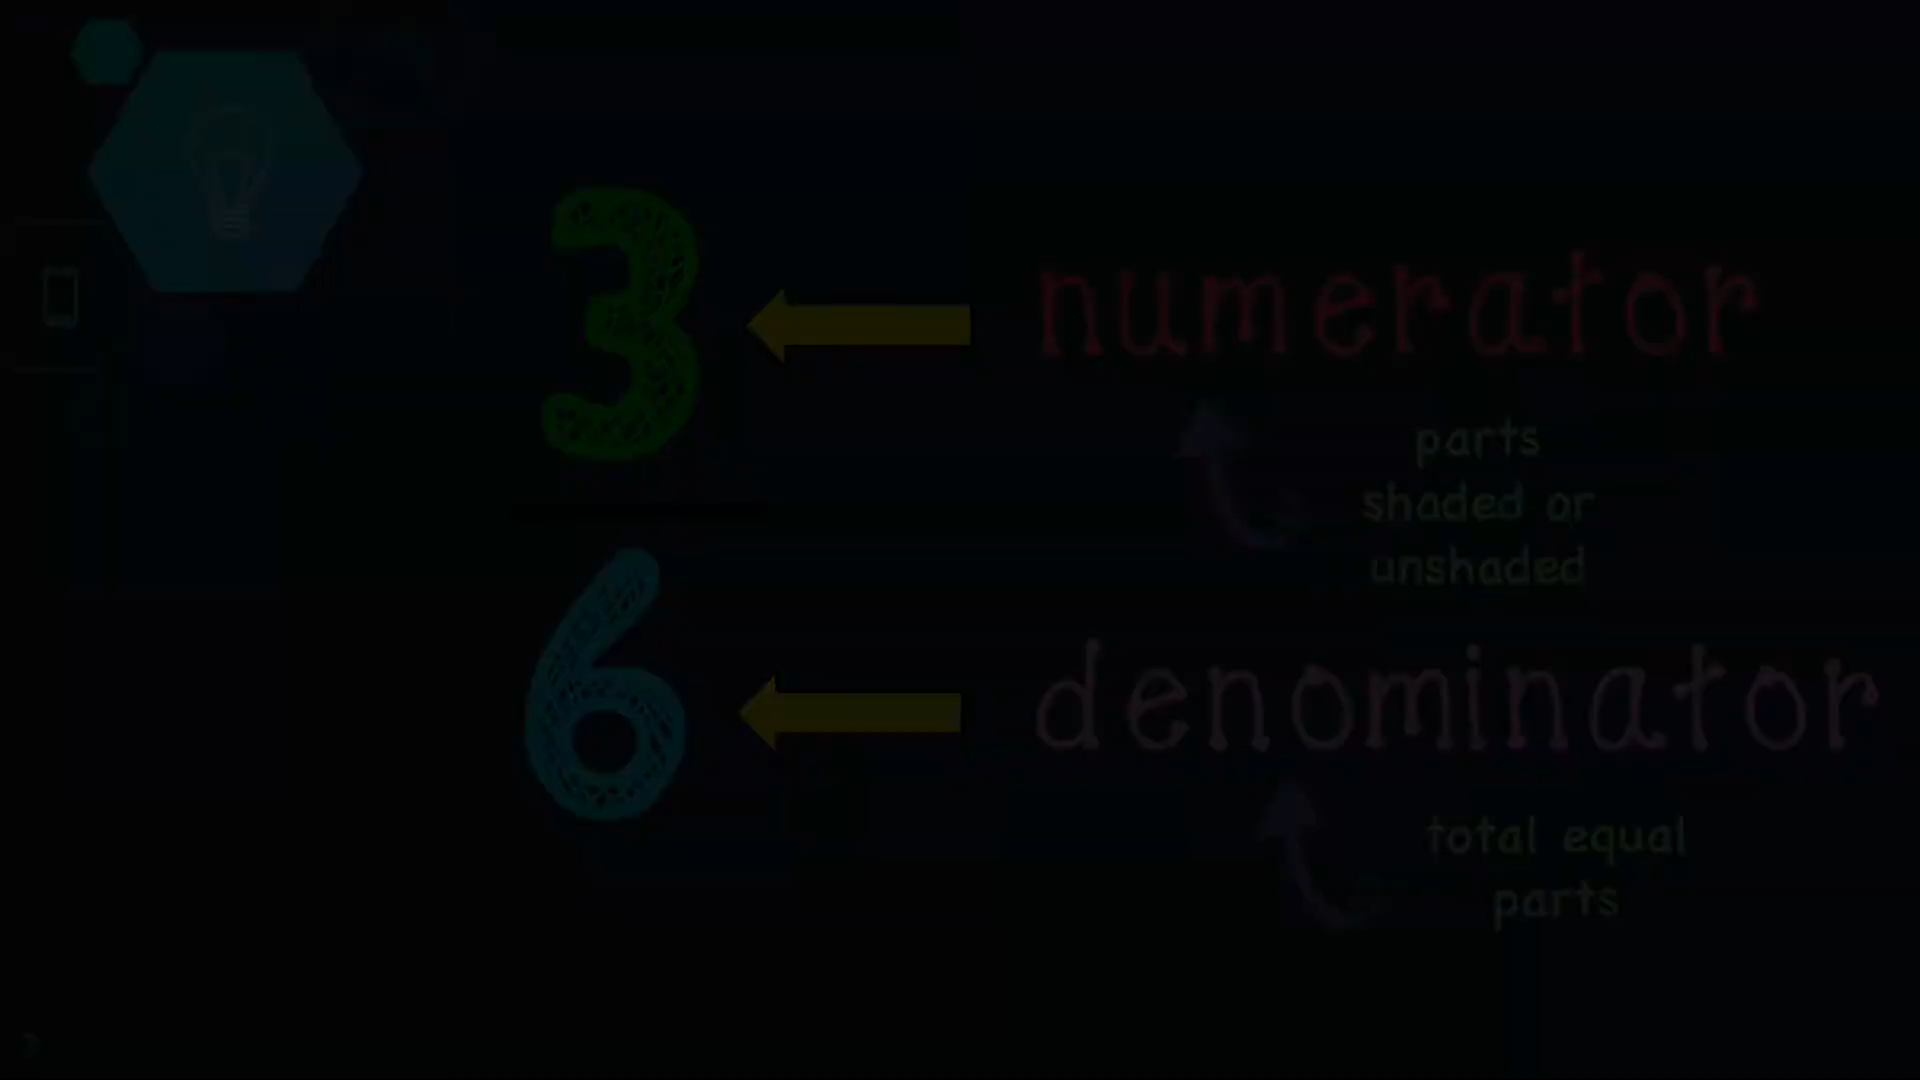 3
numerator
parts
shaded or
unshaded
6
denominator
total equal
parts